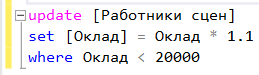 update [Работники сцен]
set [Оклад] = Оклад * 1.1
where Оклад < 20000